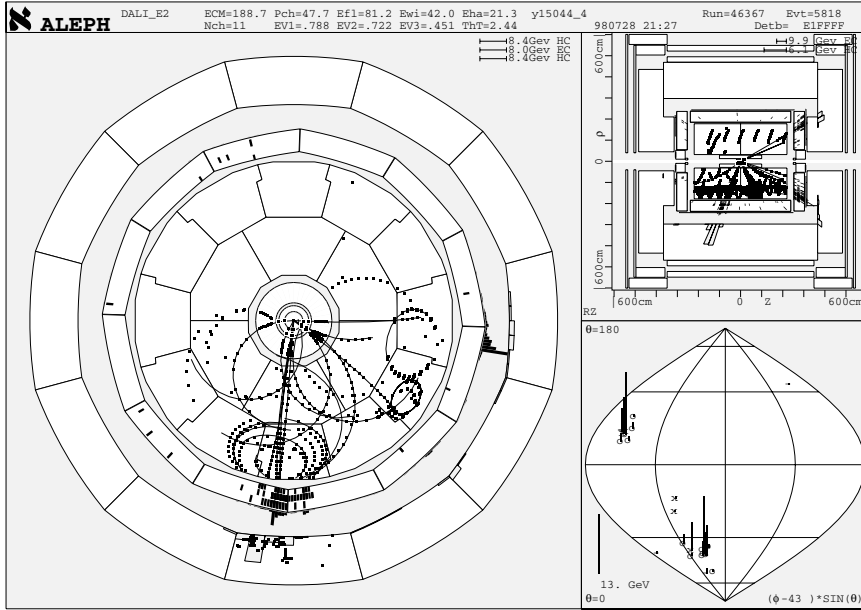 ALEPH DALI_E2 ECM=188.7 Pch=47.7 Efl=81.2 Ewi=42.0 Eha=21.3 y15044_4 Run=46367 Evt=5818
Nch=11 EV1=.788 EV2=.722 EV3=.451 ThT=2.44 980728 21:27 Detb= E1FFFF
8.4Gev HC
8.0Gev EC
8.4Gev HC
9.9 Gev EC
6.1 Gev HC
600cm
ρ
0
600cm
600cm 0 Z 600cm
RZ
θ=180
13. GeV
θ=0 (ϕ-43 )*SIN(θ)